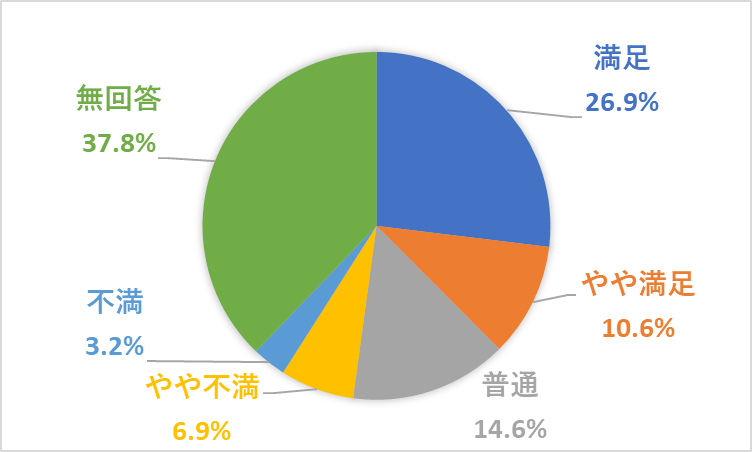 満足
26.9%
やや満足
10.6%
普通
14.6%
やや不満
6.9%
不満
3.2%
無回答
37.8%